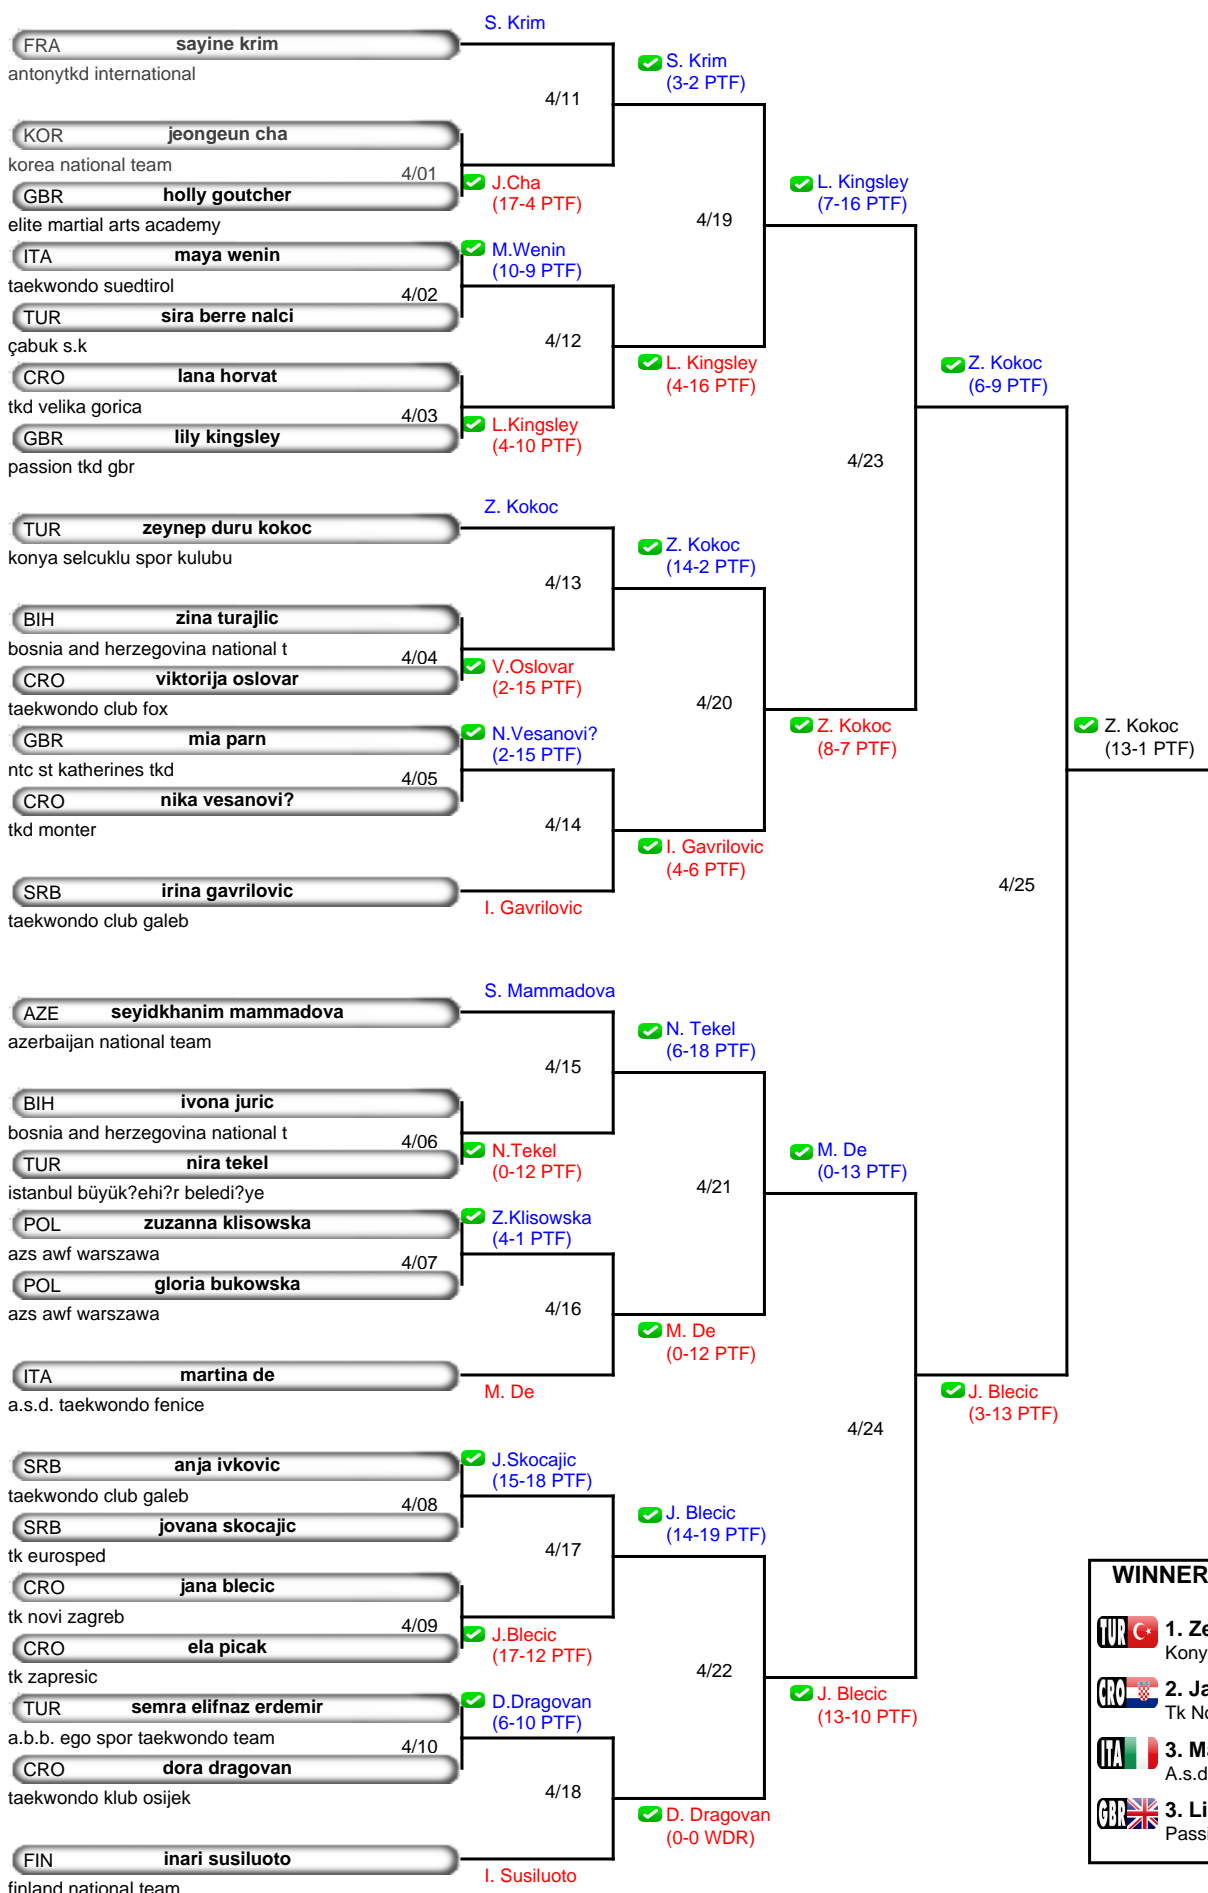 S. Krim
FRA sayine krim
antonytkd international
S. Krim
(3-2 PTF)
4/11
KOR jeongeun cha
korea national team
4/01
J.Cha
(17-4 PTF)
GBR holly goutcher
elite martial arts academy
L. Kingsley
(7-16 PTF)
4/19
ITA maya wenin
taekwondo suedtirol
M.Wenin
(10-9 PTF)
4/02
TUR sira berre nalci
çabuk s.k
4/12
L. Kingsley
(4-16 PTF)
CRO lana horvat
tkd velika gorica
4/03
L.Kingsley
(4-10 PTF)
GBR lily kingsley
passion tkd gbr
Z. Kokoc
(6-9 PTF)
4/23
Z. Kokoc
TUR zeynep duru kokoc
konya selcuklu spor kulubu
Z. Kokoc
(14-2 PTF)
4/13
BIH zina turajlic
bosnia and herzegovina national t
4/04
V.Oslovar
(2-15 PTF)
CRO viktorija oslovar
taekwondo club fox
4/20
Z. Kokoc
(8-7 PTF)
Z. Kokoc
(13-1 PTF)
GBR mia parn
ntc st katherines tkd
N.Vesanovi?
(2-15 PTF)
4/05
CRO nika vesanovi?
tkd monter
4/14
I. Gavrilovic
(4-6 PTF)
SRB irina gavrilovic
taekwondo club galeb
I. Gavrilovic
4/25
S. Mammadova
AZE seyidkhanim mammadova
azerbaijan national team
N. Tekel
(6-18 PTF)
4/15
BIH ivona juric
bosnia and herzegovina national t
4/06
N.Tekel
(0-12 PTF)
TUR nira tekel
istanbul büyük?ehi?r beledi?ye
M. De
(0-13 PTF)
4/21
POL zuzanna klisowska
azs awf warszawa
Z.Klisowska
(4-1 PTF)
4/07
POL gloria bukowska
azs awf warszawa
4/16
M. De
(0-12 PTF)
ITA martina de
a.s.d. taekwondo fenice
M. De
J. Blecic
(3-13 PTF)
4/24
SRB anja ivkovic
taekwondo club galeb
J.Skocajic
(15-18 PTF)
4/08
SRB jovana skocajic
tk eurosped
J. Blecic
(14-19 PTF)
4/17
CRO jana blecic
tk novi zagreb
4/09
J.Blecic
(17-12 PTF)
CRO ela picak
tk zapresic
4/22
J. Blecic
(13-10 PTF)
TUR semra elifnaz erdemir
a.b.b. ego spor taekwondo team
D.Dragovan
(6-10 PTF)
4/10
CRO dora dragovan
taekwondo klub osijek
4/18
D. Dragovan
(0-0 WDR)
FIN inari susiluoto
finland national team
I. Susiluoto
WINNER
TUR 1. Ze
Kony
CRO 2. Ja
Tk No
ITA 3. Ma
A.s.d
GBR 3. Li
Passi